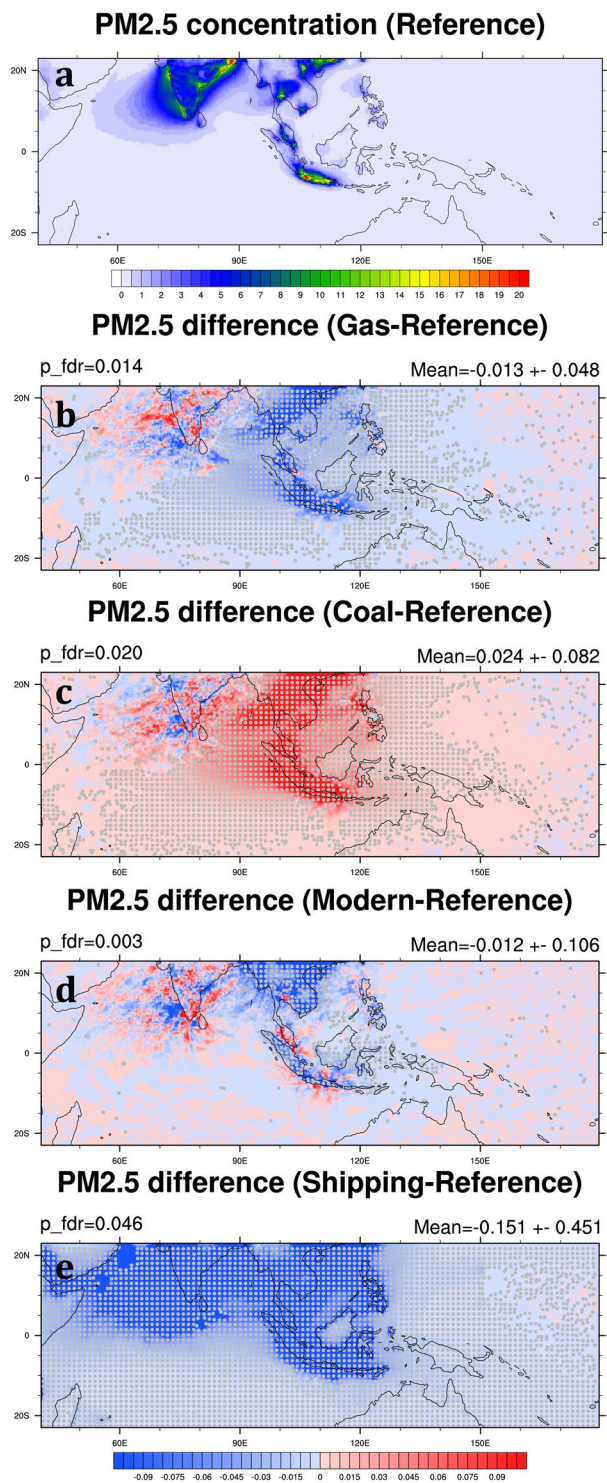 PM2.5 concentration (Reference)
a
20N
0
20S
60E 90E 120E 150E
0 1 2 3 4 5 6 7 8 9 10 11 12 13 14 15 16 17 18 19 20
PM2.5 difference (Gas-Reference)
p_fdr=0.014 Mean=-0.013 +- 0.048
b
20N
0
20S
60E 90E 120E 150E
PM2.5 difference (Coal-Reference)
p_fdr=0.020 Mean=0.024 +- 0.082
c
20N
0
20S
60E 90E 120E 150E
PM2.5 difference (Modern-Reference)
p_fdr=0.003 Mean=-0.012 +- 0.106
d
20N
0
20S
60E 90E 120E 150E
PM2.5 difference (Shipping-Reference)
p_fdr=0.046 Mean=-0.151 +- 0.451
e
20N
0
20S
60E 90E 120E 150E
-0.09 -0.075 -0.06 -0.045 -0.03 -0.015 0 0.015 0.03 0.045 0.06 0.075 0.09